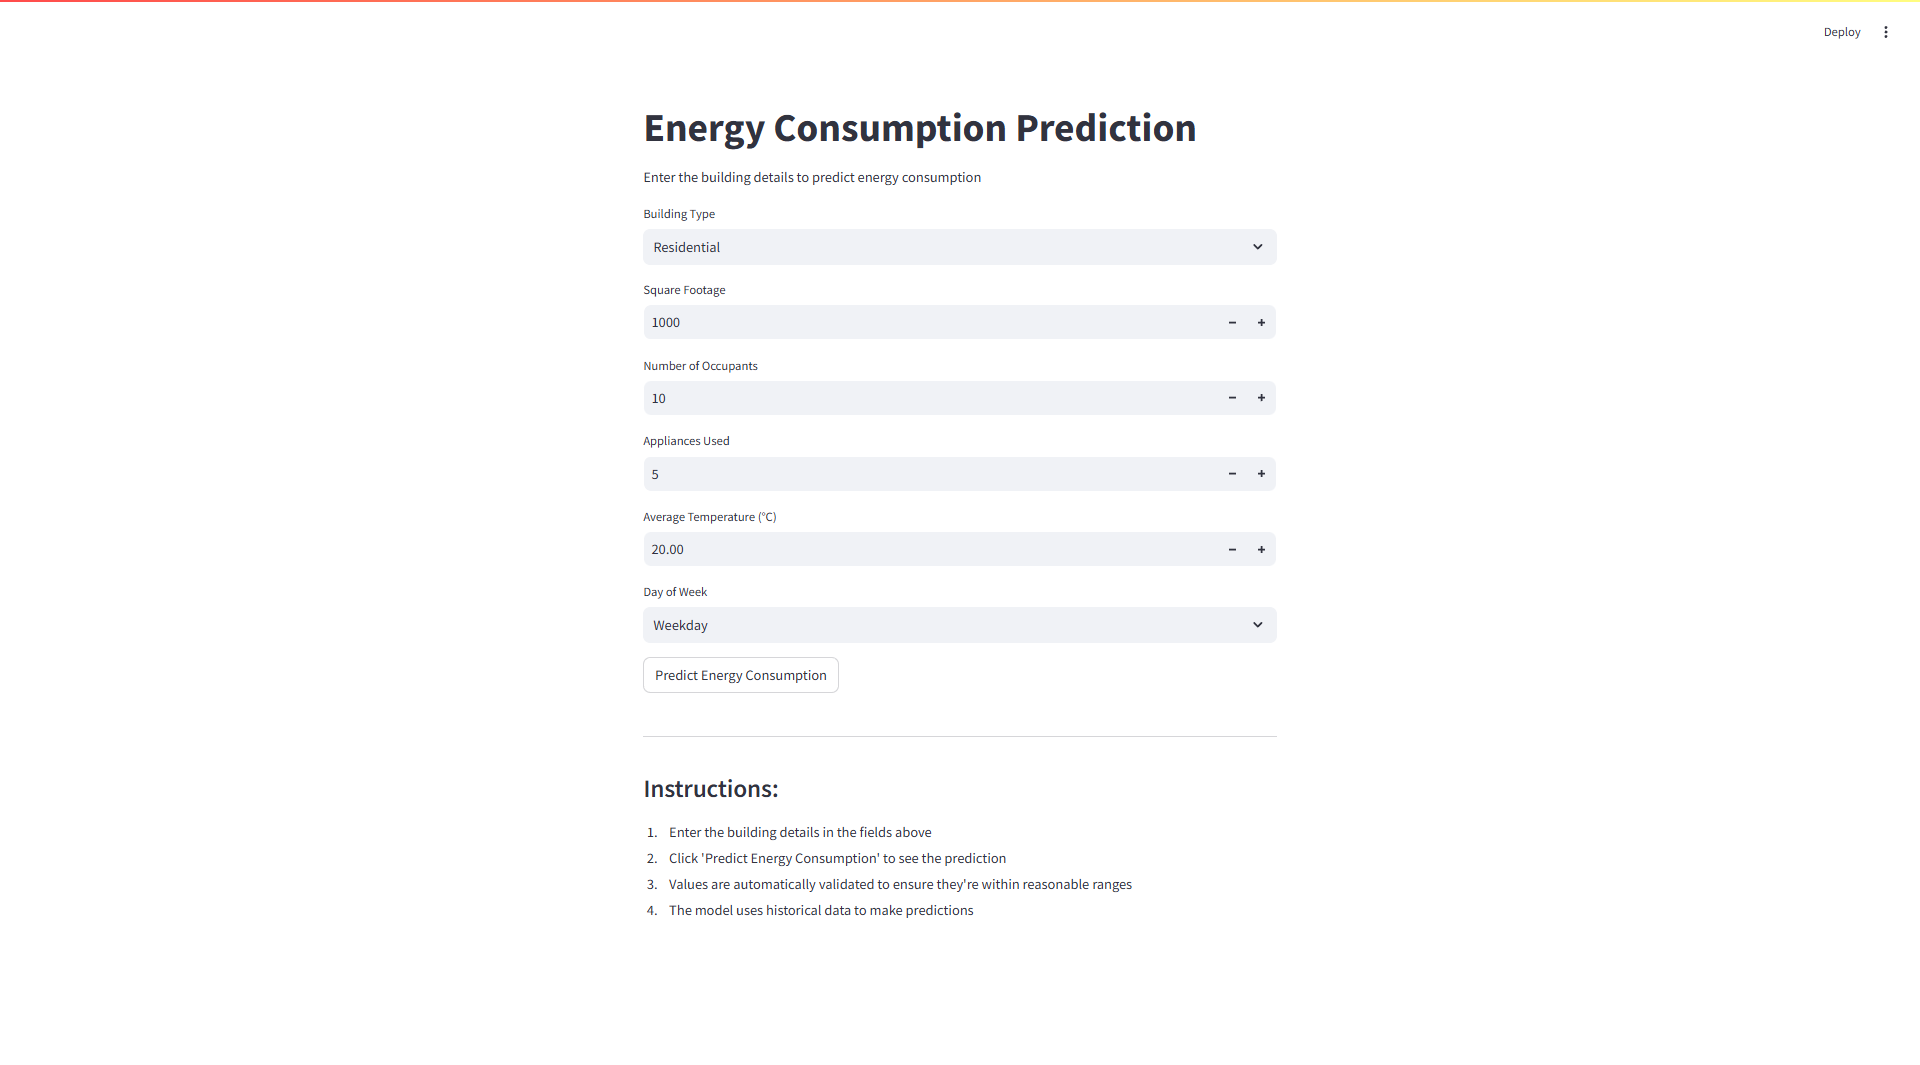 Deploy
Energy Consumption Prediction
Enter the building details to predict energy consumption
Building Type
Residential
Square Footage
1000
Number of Occupants
10
Appliances Used
5
Average Temperature (°C)
20.00
Day of Week
Weekday
Predict Energy Consumption
Instructions:
1. Enter the building details in the fields above
2. Click 'Predict Energy Consumption' to see the prediction
3. Values are automatically validated to ensure they're within reasonable ranges
4. The model uses historical data to make predictions